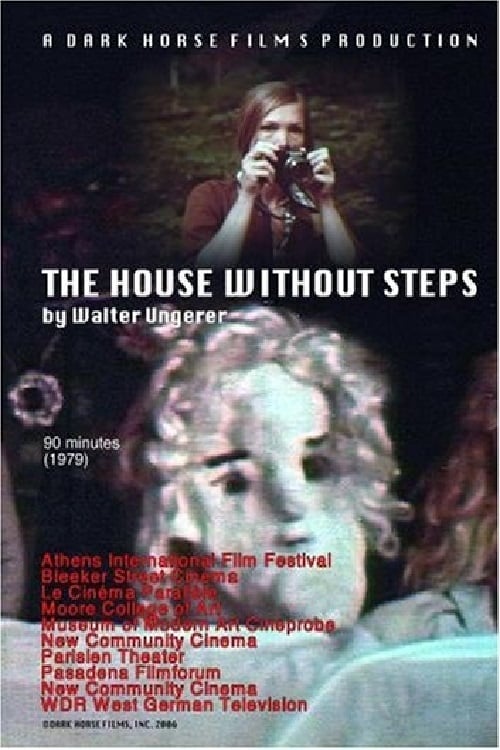 A DARK HORSE FILMS PRODUCTION
THE HOUSE WITHOUT STEPS
by Walter Ungerer
90 minutes
(1979)
Athens International Film Festival
Bleeker Street Cinema
Le Cinéma Parallèle
Moore College of Art
Museum of Modern Art Cineprobe
New Community Cinema
Parisien Theater
Pasadena Filmforum
New Community Cinema
WDR West German Television
©DARK HORSE FILMS, INC. 2006